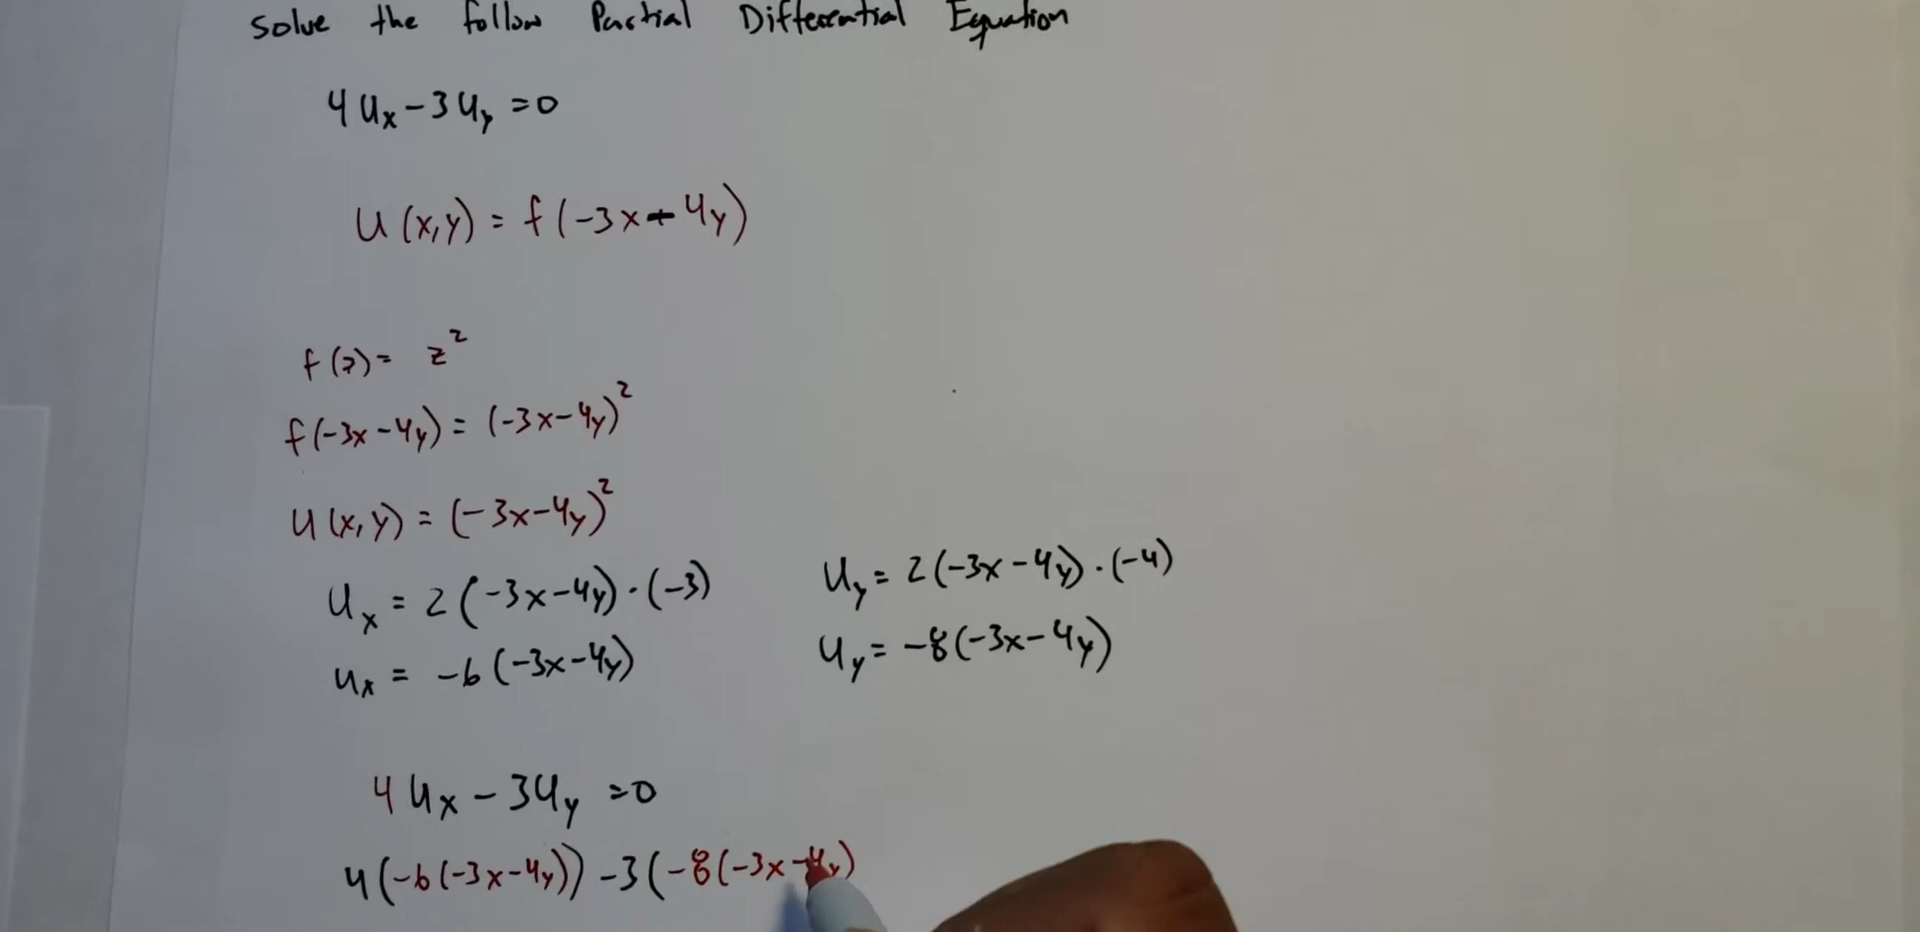 Solve the follow Partial Differential Equation
4Ux - 3Uy = 0
U(x,y) = f(-3x - 4y)
f(z) = z²
f(-3x - 4y) = (-3x - 4y)²
U(x,y) = (-3x - 4y)²
Ux = 2(-3x - 4y)·(-3)
Uy = 2(-3x - 4y)·(-4)
Ux = -6(-3x - 4y)
Uy = -8(-3x - 4y)
4Ux - 3Uy = 0
4(-6(-3x - 4y)) - 3(-8(-3x - 4y)